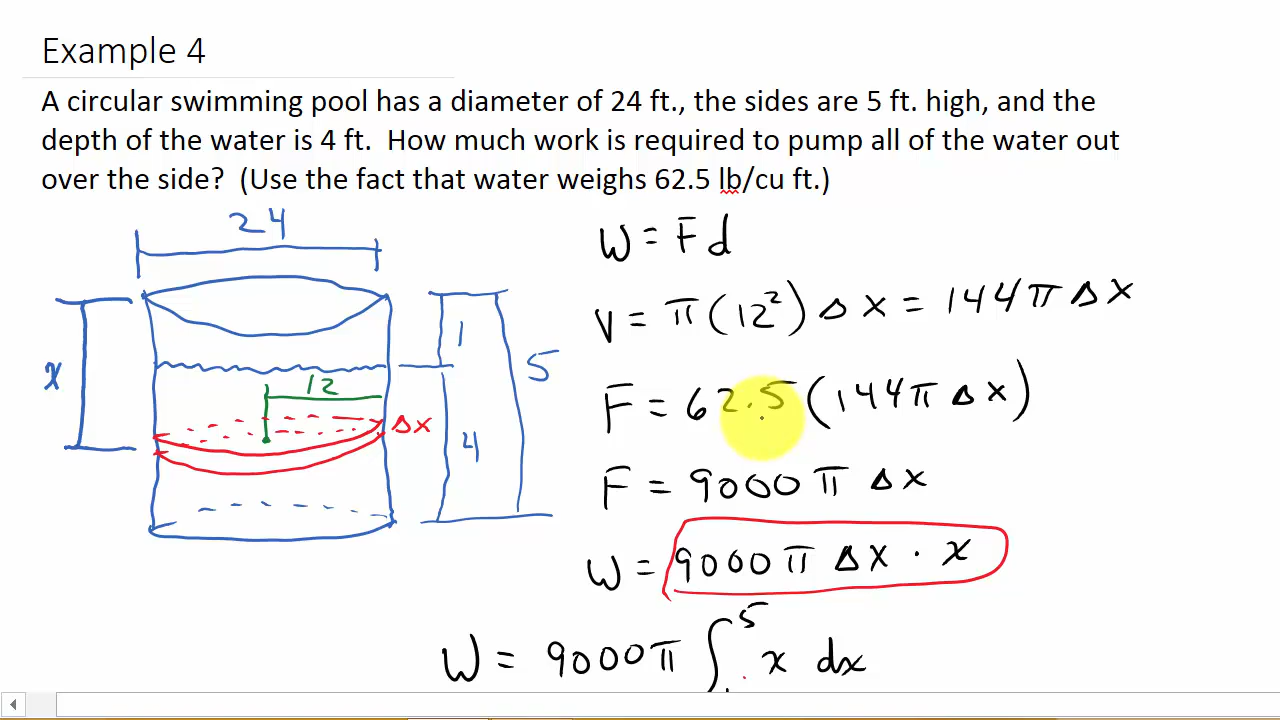 Example 4
A circular swimming pool has a diameter of 24 ft., the sides are 5 ft. high, and the
depth of the water is 4 ft. How much work is required to pump all of the water out
over the side? (Use the fact that water weighs 62.5 lb/cu ft.)
24
W = Fd
V = π(12²) Δx = 144π Δx
x
1
5
12
Δx
4
F = 62.5(144π Δx)
F = 9000π Δx
W = 9000π Δx · x
W = 9000π ∫ 5 x dx